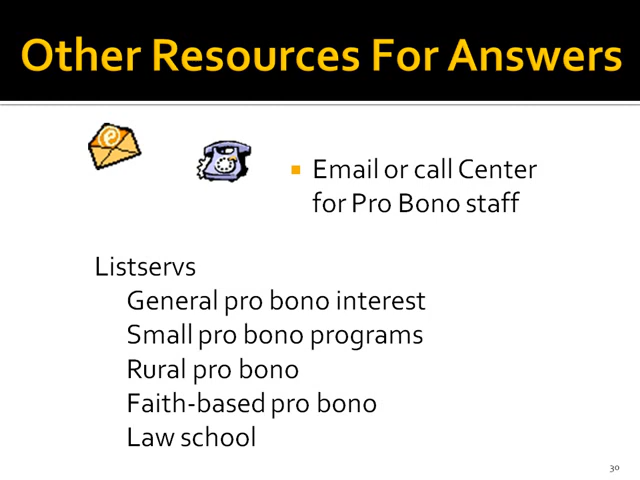 Other Resources For Answers
Email or call Center
for Pro Bono staff
Listservs
General pro bono interest
Small pro bono programs
Rural pro bono
Faith-based pro bono
Law school
30